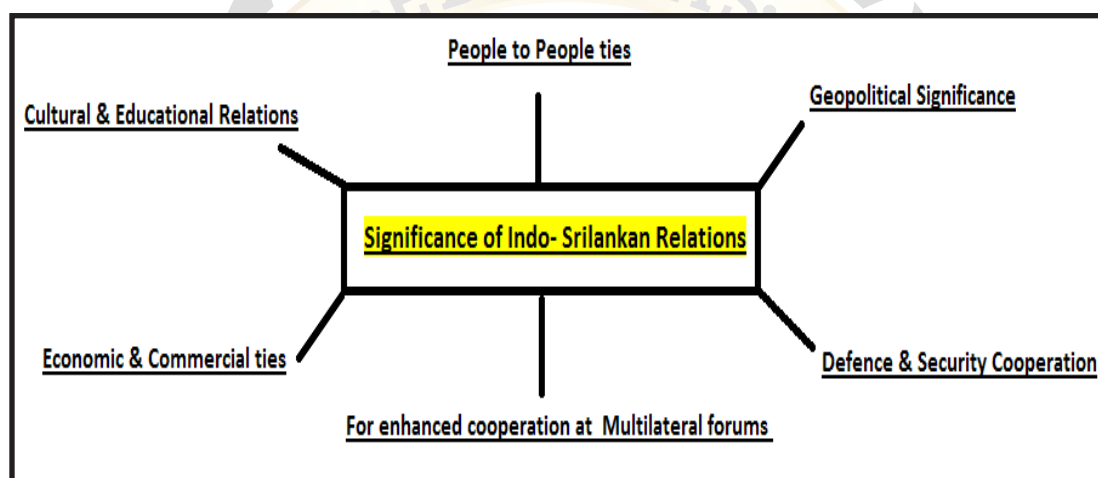 People to People ties
Geopolitical Significance
Cultural & Educational Relations
Significance of Indo- Srilankan Relations
Economic & Commercial ties
Defence & Security Cooperation
For enhanced cooperation at Multilateral forums